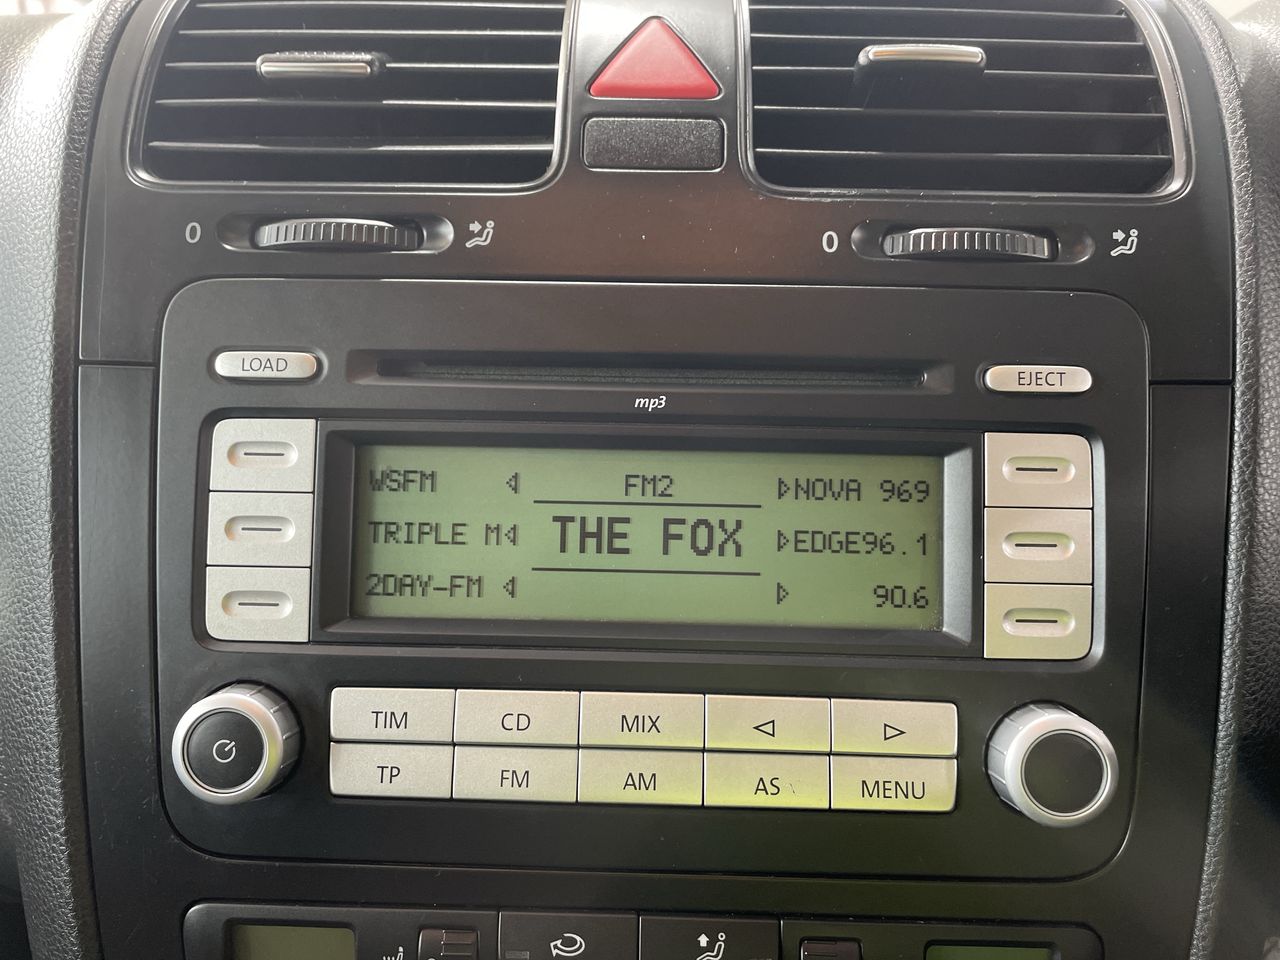 0
0
LOAD
EJECT
mp3
WSFM
FM2
NOVA 969
TRIPLE M
THE FOX
EDGE96.1
2DAY-FM
90.6
TIM
CD
MIX
TP
FM
AM
AS
MENU